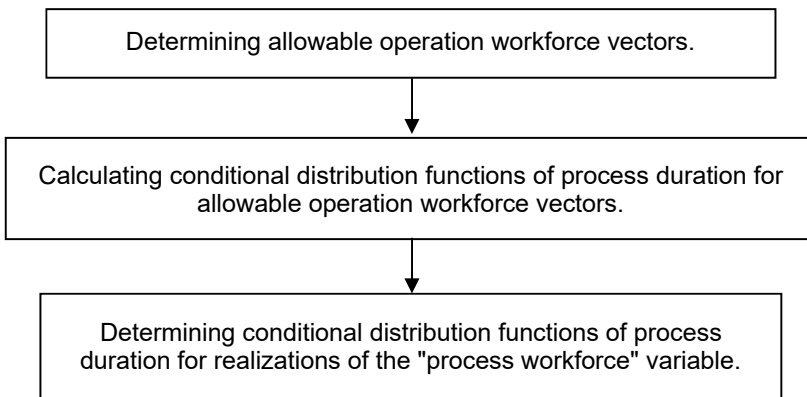 Determining allowable operation workforce vectors.
Calculating conditional distribution functions of process duration for
allowable operation workforce vectors.
Determining conditional distribution functions of process
duration for realizations of the "process workforce" variable.